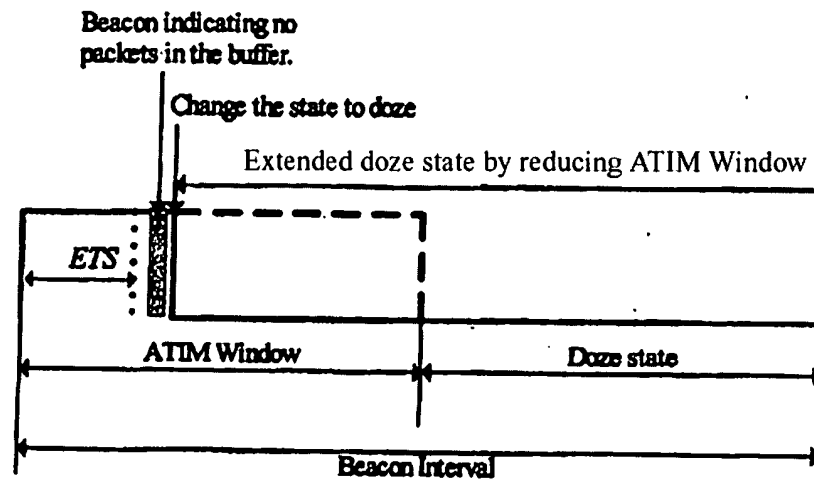 Beacon indicating no
packets in the buffer.
Change the state to doze
Extended doze state by reducing ATIM Window
ETS
ATIM Window
Doze state
Beacon Interval